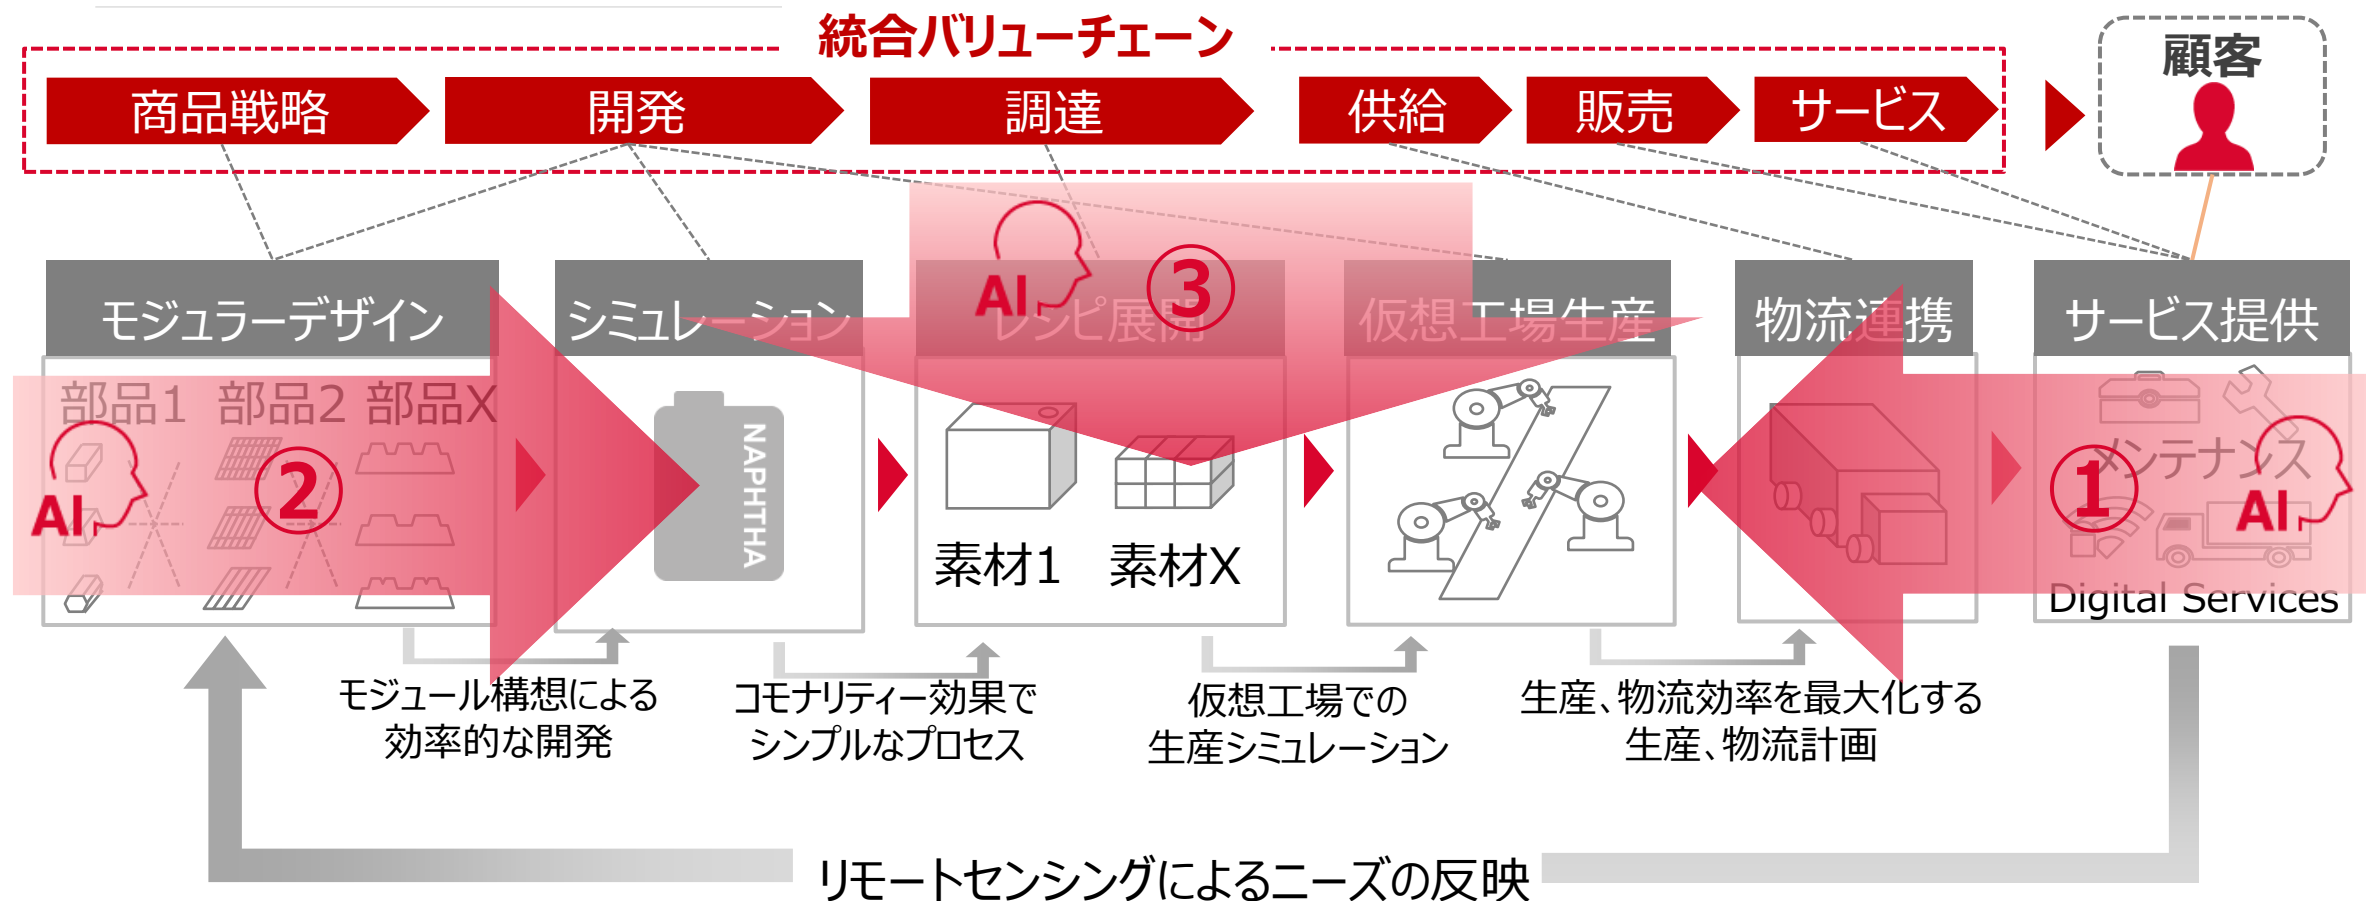 統合バリューチェーン
顧客
商品戦略
開発
調達
供給
販売
サービス
モジュラーデザイン
シミュレーション
レシピ展開
仮想工場生産
物流連携
サービス提供
AI
③
部品1
部品2
部品X
AI
②
NAPHTHA
素材1
素材X
メンテナンス
①
AI
Digital Services
モジュール構想による
効率的な開発
コモナリティー効果で
シンプルなプロセス
仮想工場での
生産シミュレーション
生産、物流効率を最大化する
生産、物流計画
リモートセンシングによるニーズの反映